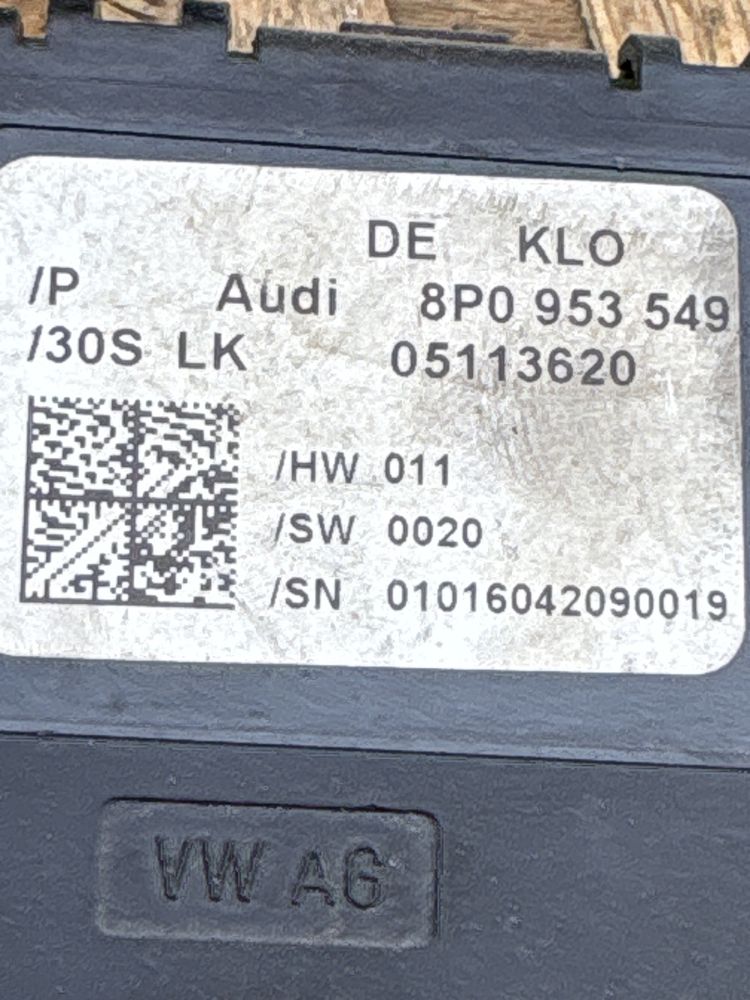 DE KLO
/P Audi 8P0 953 549
/30S LK 05113620
/HW 011
/SW 0020
/SN 01016042090019
VW AG